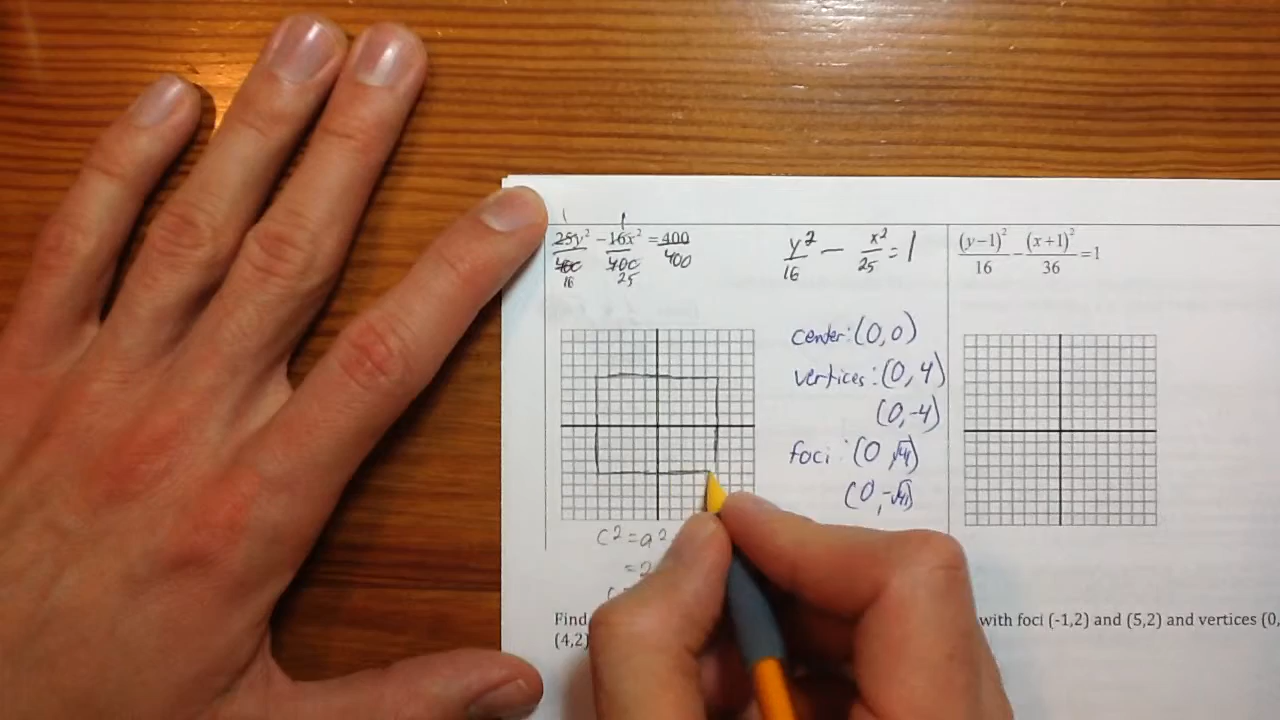 25y² − 16x² = 400
400 400 400
16 25
y²/16 − x²/25 = 1
center: (0,0)
vertices: (0,4)
(0,-4)
foci: (0,√41)
(0,-√41)
c² = a²
= 2
(y−1)²/16 − (x+1)²/36 = 1
Find
with foci (-1,2) and (5,2) and vertices (0,
(4,2)